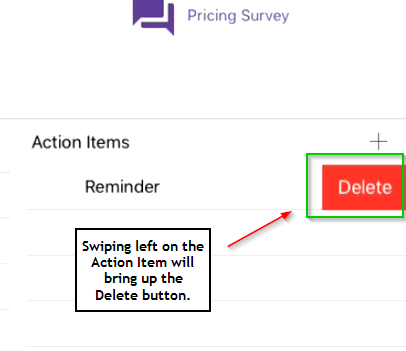 Pricing Survey
Action Items
Reminder
Delete
Swiping left on the
Action Item will
bring up the
Delete button.